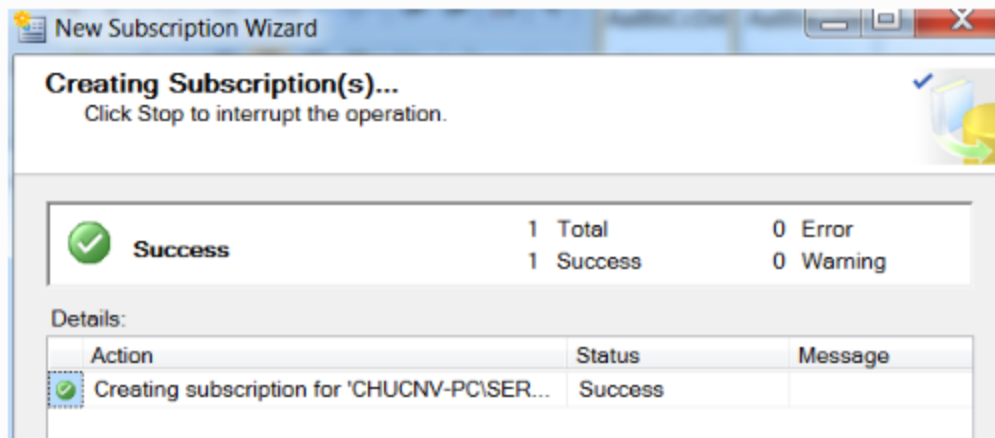 New Subscription Wizard
Creating Subscription(s)...
Click Stop to interrupt the operation.
Success
1 Total
0 Error
1 Success
0 Warning
Details:
Action Status Message
Creating subscription for 'CHUCNV-PC\SER... Success